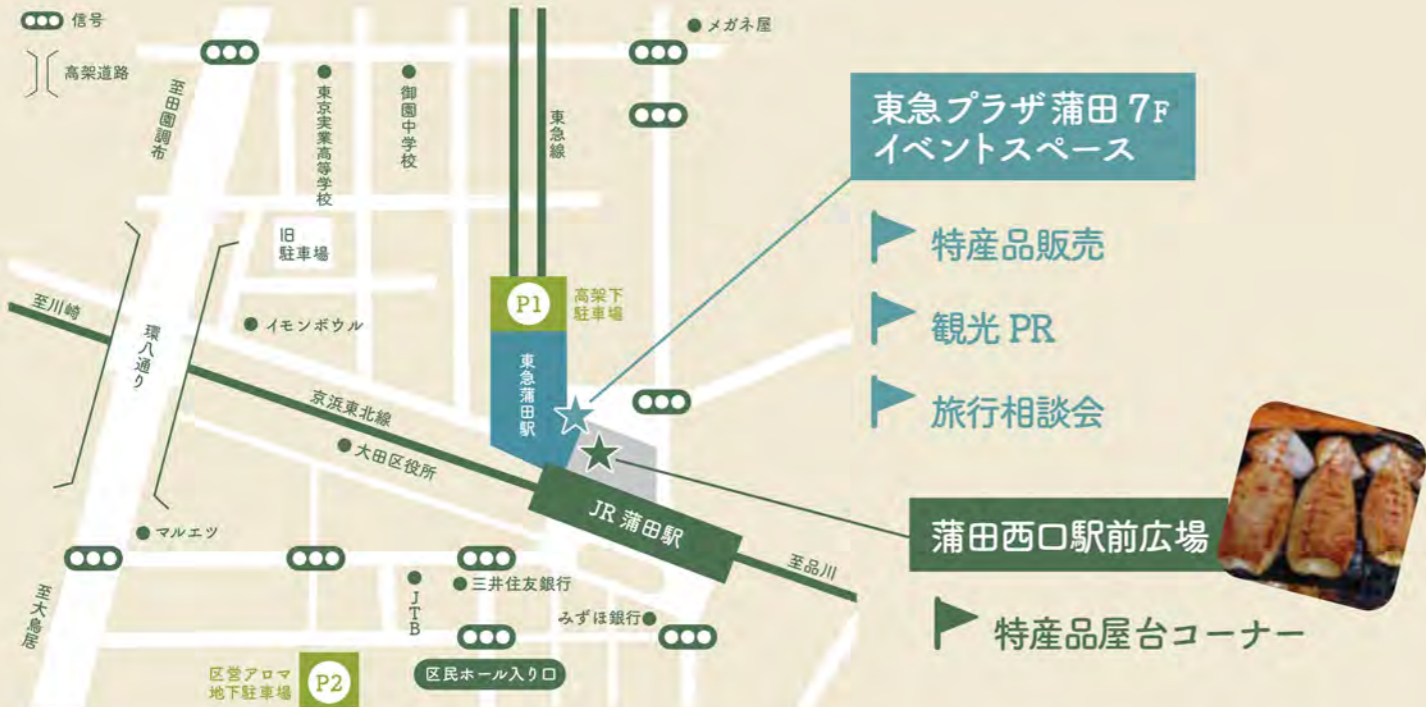 信号
高架道路
メガネ屋
至田園調布
東京実業高等学校
御園中学校
東急線
東急プラザ蒲田 7F
イベントスペース
特産品販売
観光 PR
旅行相談会
旧
駐車場
P1
高架下
駐車場
至川崎
環八通り
イモンボウル
東急蒲田駅
京浜東北線
大田区役所
JR 蒲田駅
至品川
蒲田西口駅前広場
特産品屋台コーナー
マルエツ
至大鳥居
JTB
三井住友銀行
みずほ銀行
区営アロマ
地下駐車場
P2
区民ホール入り口